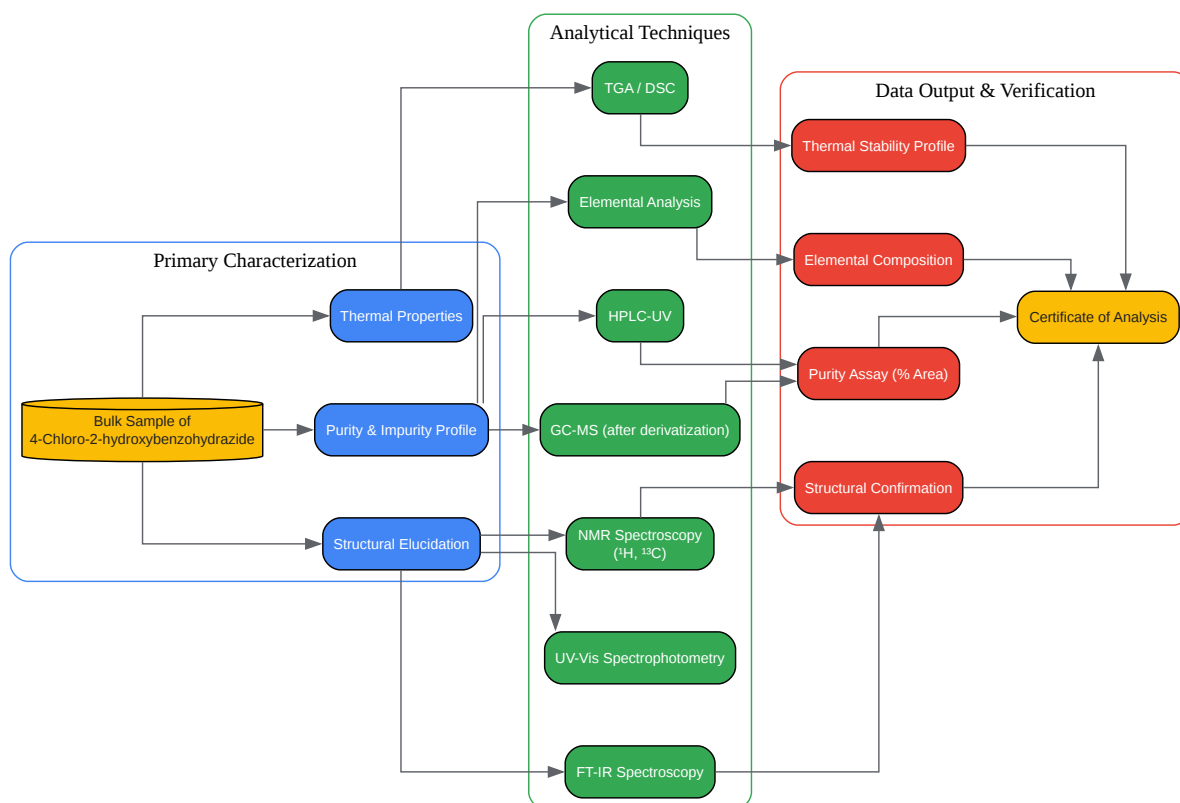 Analytical Techniques
TGA / DSC
Data Output & Verification
Thermal Stability Profile
Elemental Analysis
Primary Characterization
Elemental Composition
Thermal Properties
HPLC-UV
Certificate of Analysis
Purity Assay (% Area)
Bulk Sample of
4-Chloro-2-hydroxybenzohydrazide
Purity & Impurity Profile
GC-MS (after derivatization)
Structural Confirmation
Structural Elucidation
NMR Spectroscopy
(¹H, ¹³C)
UV-Vis Spectrophotometry
FT-IR Spectroscopy